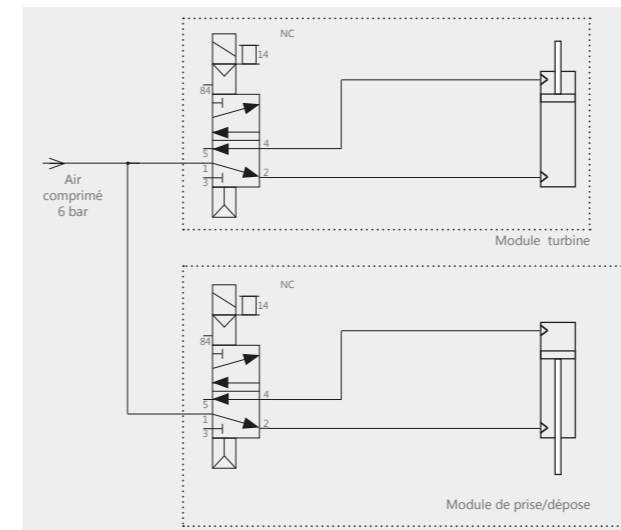 NC
14
84
4
5
1
2
3
Air
comprimé
6 bar
Module turbine
NC
14
84
4
5
1
2
3
Module de prise/dépose